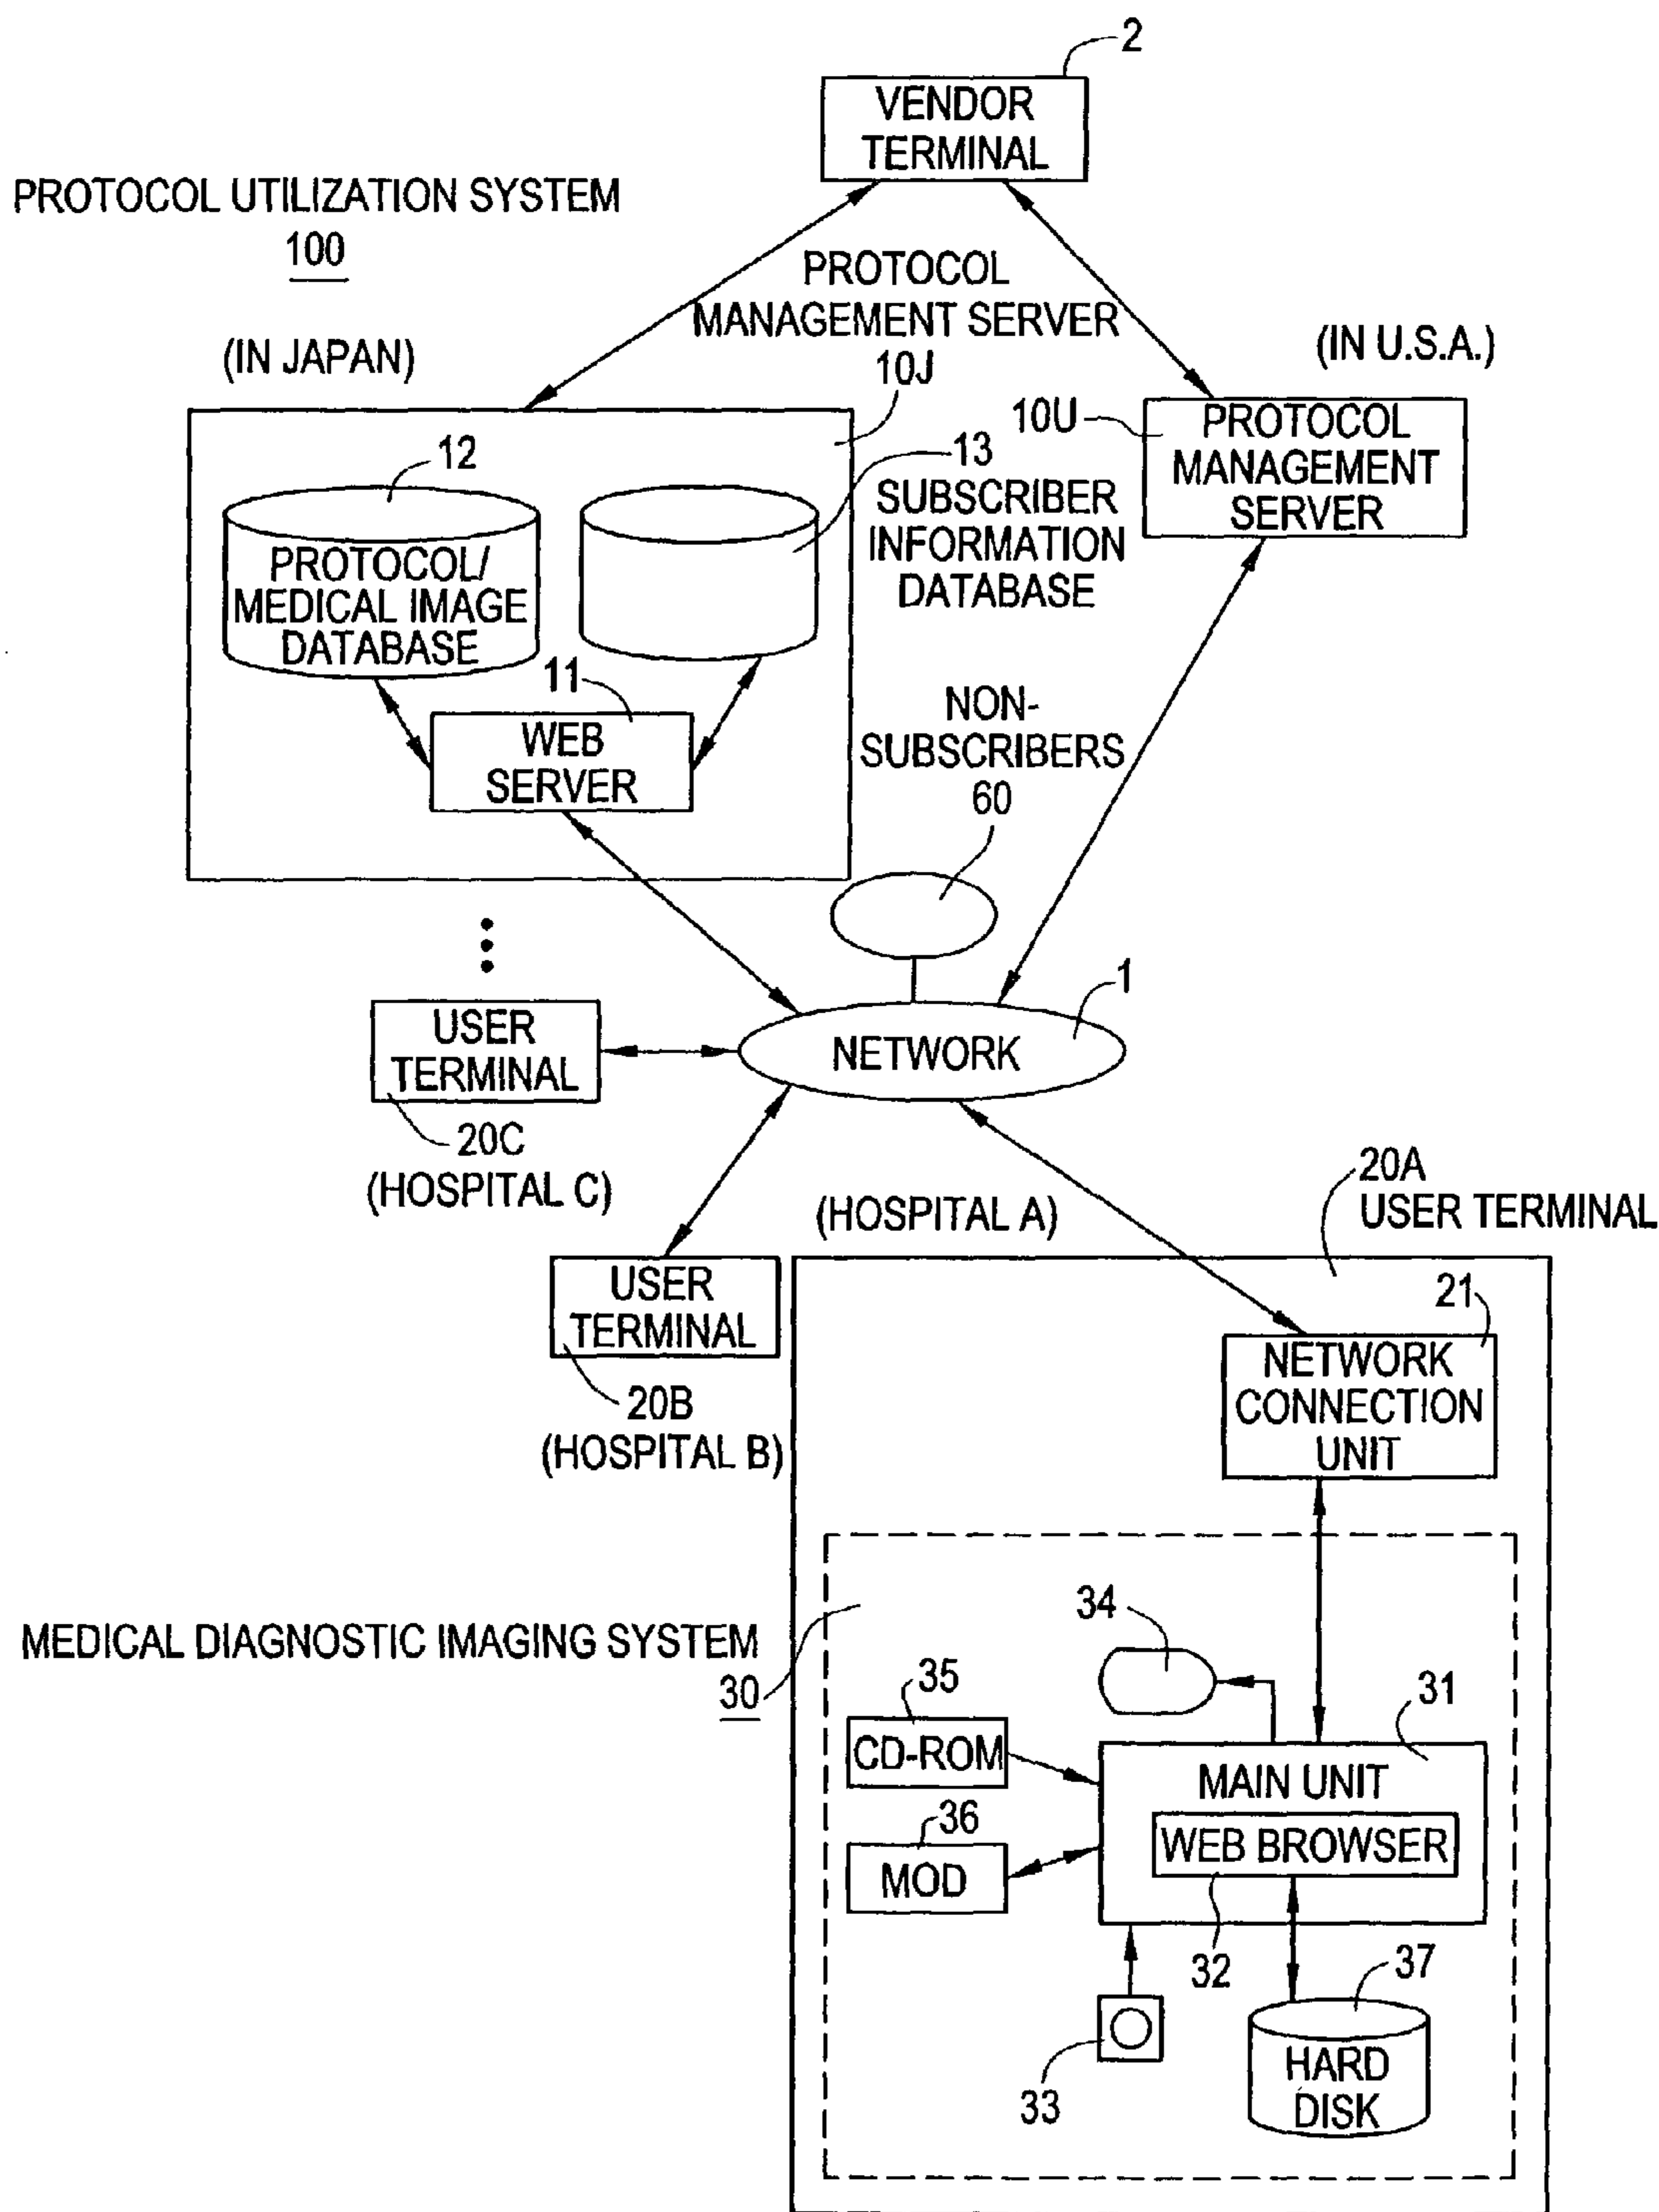 2
VENDOR
TERMINAL
PROTOCOL UTILIZATION SYSTEM
100
PROTOCOL
MANAGEMENT SERVER
10J
(IN JAPAN)
(IN U.S.A.)
10U
PROTOCOL
MANAGEMENT
SERVER
12
13
SUBSCRIBER
INFORMATION
DATABASE
PROTOCOL/
MEDICAL IMAGE
DATABASE
11
WEB
SERVER
NON-
SUBSCRIBERS
60
1
NETWORK
USER
TERMINAL
20C
(HOSPITAL C)
(HOSPITAL A)
20A
USER TERMINAL
USER
TERMINAL
20B
(HOSPITAL B)
21
NETWORK
CONNECTION
UNIT
MEDICAL DIAGNOSTIC IMAGING SYSTEM
30
34
35
CD-ROM
31
MAIN UNIT
WEB BROWSER
36
MOD
32
37
33
HARD
DISK